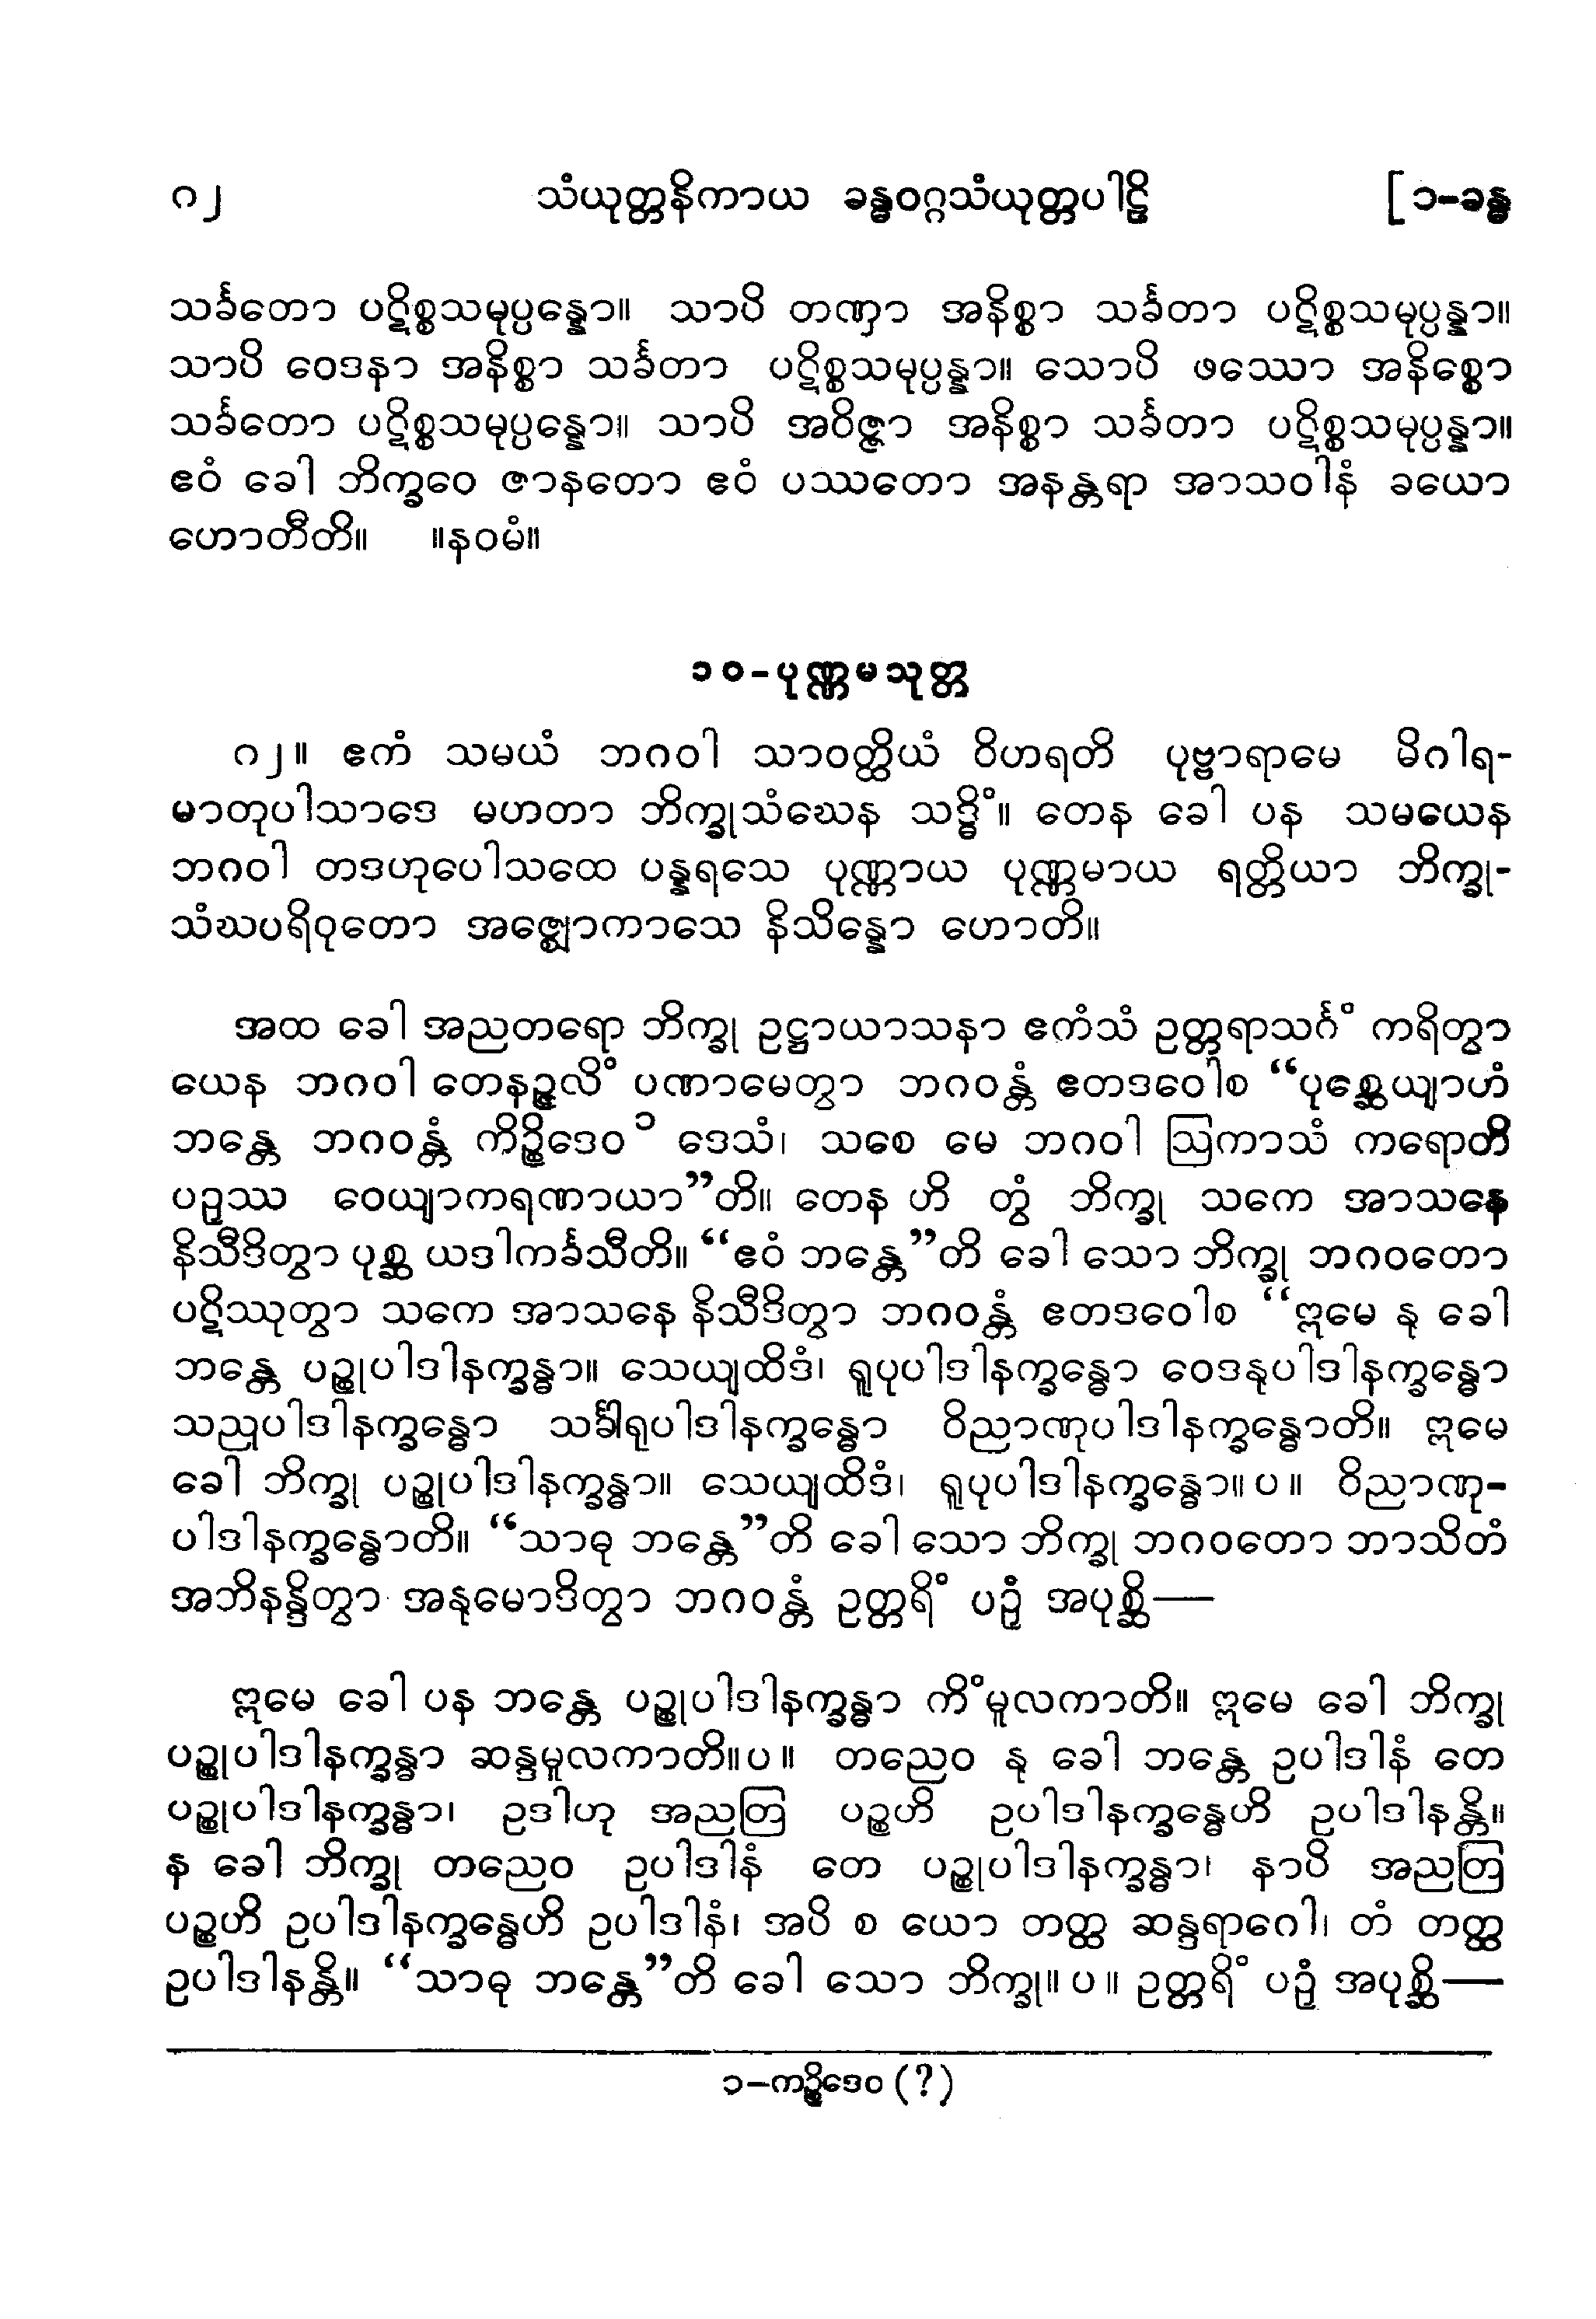 ဂ၂ သံယုတ္တနိကာယ ခန္ဓဝဂ္ဂသံယုတ္တပါဠိ [ ၁-ခန္ဓ
သင်္ခတော ပဋိစ္စသမုပ္ပန္နော။ သာပိ တဏှာ အနိစ္စာ သင်္ခတာ ပဋိစ္စသမုပ္ပန္နာ။
သာပိ ဝေဒနာ အနိစ္စာ သင်္ခတာ ပဋိစ္စသမုပ္ပန္နာ။ သောပိ ဖဿော အနိစ္စော
သင်္ခတော ပဋိစ္စသမုပ္ပန္နော။ သာပိ အဝိဇ္ဇာ အနိစ္စာ သင်္ခတာ ပဋိစ္စသမုပ္ပန္နာ။
ဧဝံ ခေါ ဘိက္ခဝေ ဇာနတော ဧဝံ ပဿတော အနန္တရာ အာသဝါနံ ခယော
ဟောတီတိ။ ။နဝမံ။
၁၀-ပုဏ္ဏမသုတ္တ
ဂ၂။ ဧကံ သမယံ ဘဂဝါ သာဝတ္ထိယံ ဝိဟရတိ ပုဗ္ဗာရာမေ မိဂါရ-
မာတုပါသာဒေ မဟတာ ဘိက္ခုသံဃေန သဒ္ဓိံ။ တေန ခေါ ပန သမယေန
ဘဂဝါ တဒဟုပေါသထေ ပန္နရသေ ပုဏ္ဏာယ ပုဏ္ဏမာယ ရတ္တိယာ ဘိက္ခု-
သံဃပရိဝုတော အဇ္ဈောကာသေ နိသိန္နော ဟောတိ။
အထ ခေါ အညတရော ဘိက္ခု ဥဋ္ဌာယာသနာ ဧကံသံ ဥတ္တရာသင်္ဂံ ကရိတွာ
ယေန ဘဂဝါ တေနဉ္ဇလိံ ပဏာမေတွာ ဘဂဝန္တံ ဧတဒဝေါစ “ပုစ္ဆေယျာဟံ
ဘန္တေ ဘဂဝန္တံ ကိဉ္စိဒေဝ ၁ ဒေသံ၊ သစေ မေ ဘဂဝါ ဩကာသံ ကရောတိ
ပဉှဿ ဝေယျာကရဏာယာ”တိ။ တေန ဟိ တွံ ဘိက္ခု သကေ အာသနေ
နိသီဒိတွာ ပုစ္ဆ ယဒါကင်္ခသီတိ။ “ဧဝံ ဘန္တေ”တိ ခေါ သော ဘိက္ခု ဘဂဝတော
ပဋိဿုတွာ သကေ အာသနေ နိသီဒိတွာ ဘဂဝန္တံ ဧတဒဝေါစ “ဣမေ နု ခေါ
ဘန္တေ ပဉ္စုပါဒါနက္ခန္ဓာ။ သေယျထိဒံ၊ ရူပုပါဒါနက္ခန္ဓော ဝေဒနုပါဒါနက္ခန္ဓော
သညုပါဒါနက္ခန္ဓော သင်္ခါရုပါဒါနက္ခန္ဓော ဝိညာဏုပါဒါနက္ခန္ဓောတိ။ ဣမေ
ခေါ ဘိက္ခု ပဉ္စုပါဒါနက္ခန္ဓာ။ သေယျထိဒံ၊ ရူပုပါဒါနက္ခန္ဓော။ပ။ ဝိညာဏု-
ပါဒါနက္ခန္ဓောတိ။ “သာဓု ဘန္တေ”တိ ခေါ သော ဘိက္ခု ဘဂဝတော ဘာသိတံ
အဘိနန္ဒိတွာ အနုမောဒိတွာ ဘဂဝန္တံ ဥတ္တရိံ ပဉှံ အပုစ္ဆိ—
ဣမေ ခေါ ပန ဘန္တေ ပဉ္စုပါဒါနက္ခန္ဓာ ကိံမူလကာတိ။ ဣမေ ခေါ ဘိက္ခု
ပဉ္စုပါဒါနက္ခန္ဓာ ဆန္ဒမူလကာတိ။ပ။ တညေဝ နု ခေါ ဘန္တေ ဥပါဒါနံ တေ
ပဉ္စုပါဒါနက္ခန္ဓာ၊ ဥဒါဟု အညတြ ပဉ္စဟိ ဥပါဒါနက္ခန္ဓေဟိ ဥပါဒါနန္တိ။
န ခေါ ဘိက္ခု တညေဝ ဥပါဒါနံ တေ ပဉ္စုပါဒါနက္ခန္ဓာ၊ နာပိ အညတြ
ပဉ္စဟိ ဥပါဒါနက္ခန္ဓေဟိ ဥပါဒါနံ၊ အပိ စ ယော တတ္ထ ဆန္ဒရာဂေါ၊ တံ တတ္ထ
ဥပါဒါနန္တိ။ “သာဓု ဘန္တေ”တိ ခေါ သော ဘိက္ခု။ပ။ ဥတ္တရိံ ပဉှံ အပုစ္ဆိ—
၁-ကဉ္စိဒေဝ (?)